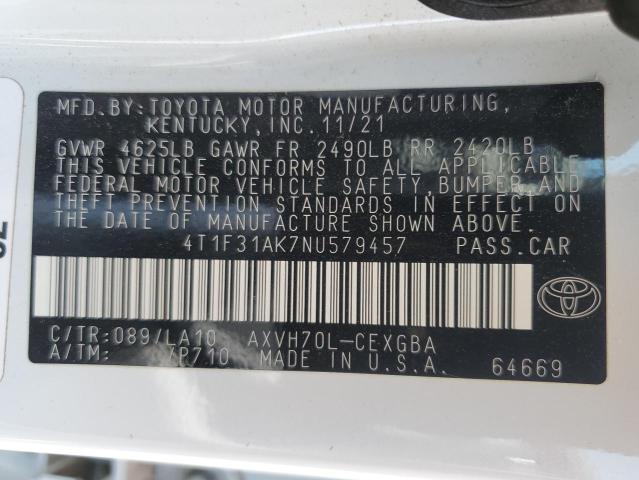 MFD.BY:TOYOTA MOTOR MANUFACTURING,
KENTUCKY,INC.11/21
GVWR 4625LB GAWR FR 2490LB RR 2420LB
THIS VEHICLE CONFORMS TO ALL APPLICABLE
FEDERAL MOTOR VEHICLE SAFETY,BUMPER,AND
THEFT PREVENTION STANDARDS IN EFFECT ON
THE DATE OF MANUFACTURE SHOWN ABOVE.
4T1F31AK7NU579457 PASS.CAR
C/TR:089/LA10 AXVH70L-CEXGBA
A/TM: /P710 MADE IN U.S.A. 64669